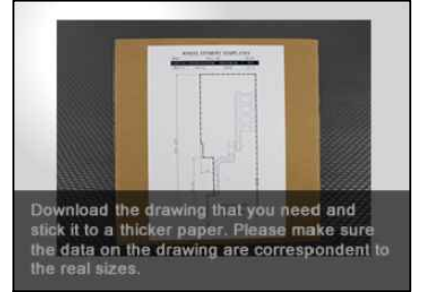 Download the drawing that you need and
stick it to a thicker paper. Please make sure
the data on the drawing are correspondent to
the real sizes.